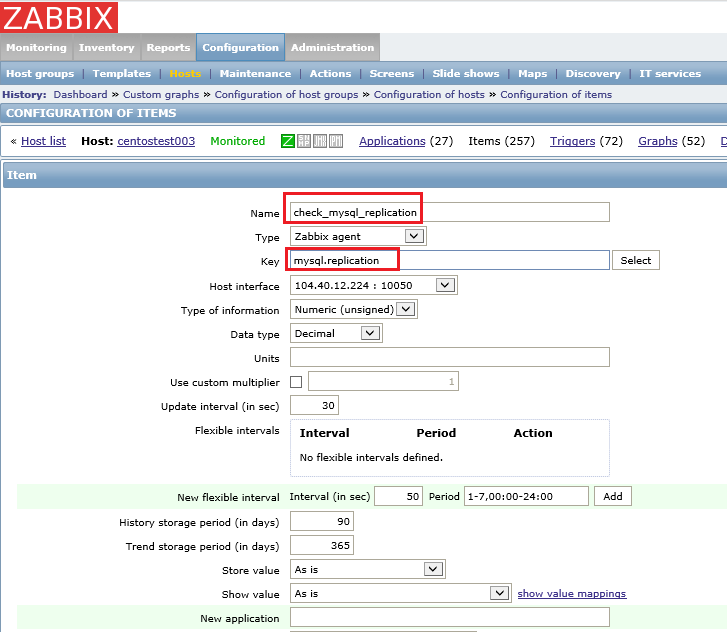 ZABBIX
Monitoring Inventory Reports Configuration Administration
Host groups | Templates | Hosts | Maintenance | Actions | Screens | Slide shows | Maps | Discovery | IT services
History: Dashboard » Custom graphs » Configuration of host groups » Configuration of hosts » Configuration of items
CONFIGURATION OF ITEMS
« Host list Host: centostest003 Monitored Z Applications (27) Items (257) Triggers (72) Graphs (52)
Item
Name check_mysql_replication
Type Zabbix agent
Key mysql.replication Select
Host interface 104.40.12.224 : 10050
Type of information Numeric (unsigned)
Data type Decimal
Units
Use custom multiplier 1
Update interval (in sec) 30
Flexible intervals Interval Period Action
No flexible intervals defined.
New flexible interval Interval (in sec) 50 Period 1-7,00:00-24:00 Add
History storage period (in days) 90
Trend storage period (in days) 365
Store value As is
Show value As is show value mappings
New application